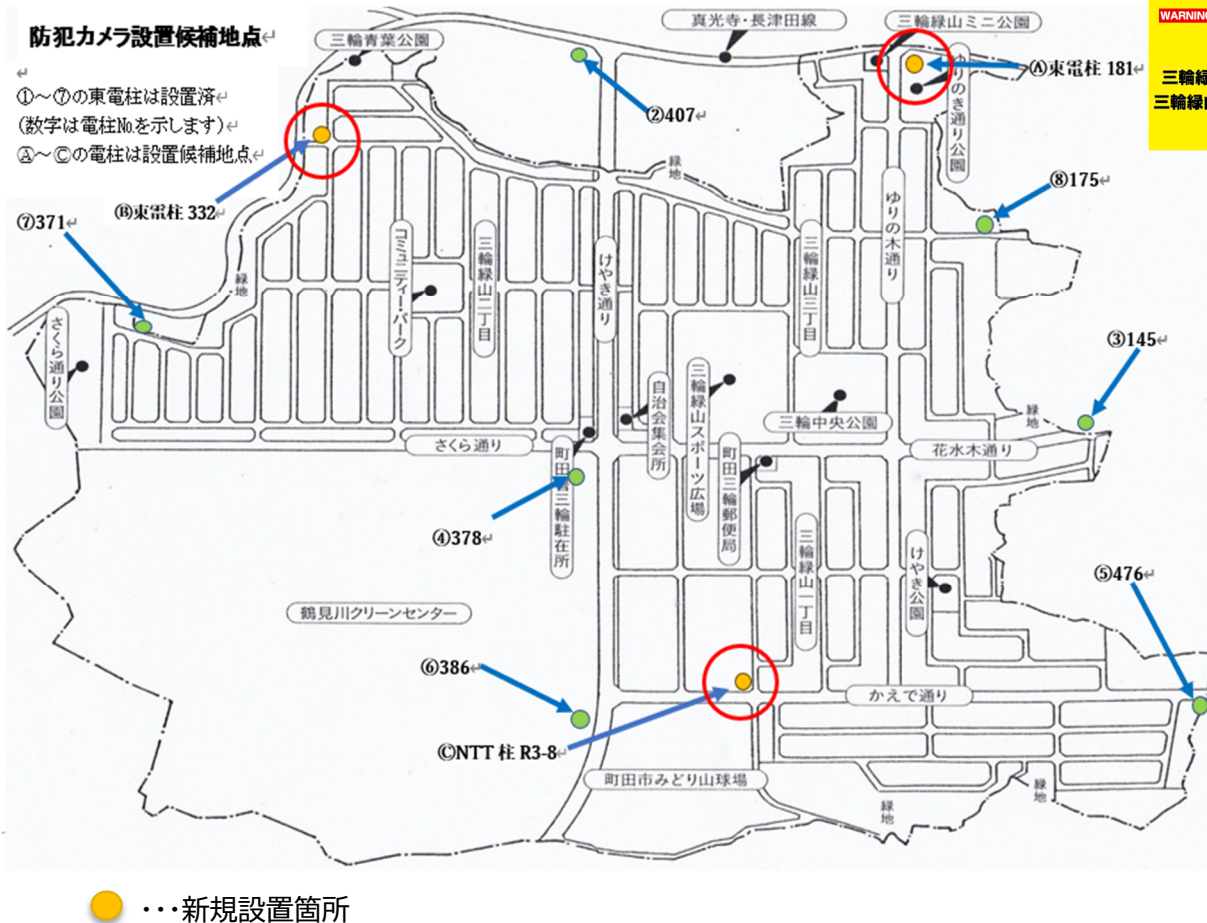 防犯カメラ設置候補地点↵
↵
①～⑦の東電柱は設置済↵
(数字は電柱No.を示します)↵
Ⓐ～Ⓒの電柱は設置候補地点↵
三輪青葉公園
真光寺・長津田線
三輪緑山ミニ公園
WARNING
三輪緑
三輪緑山
Ⓐ東電柱 181↵
②407↵
ゆりのき通り公園
緑地
⑧175↵
Ⓑ東電柱 332↵
⑦371↵
緑地
コミュニティー・パーク
三輪緑山二丁目
けやき通り
三輪緑山三丁目
ゆりの木通り
さくら通り公園
③145↵
自治会集会所
三輪緑山スポーツ広場
三輪中央公園
緑地
さくら通り
花水木通り
町田三輪郵便局
④378↵
三輪緑山一丁目
けやき公園
⑤476↵
鶴見川クリーンセンター
⑥386↵
かえで通り
ⒸNTT 柱 R3-8↵
町田市みどり山球場
緑地
緑地
・・・新規設置箇所